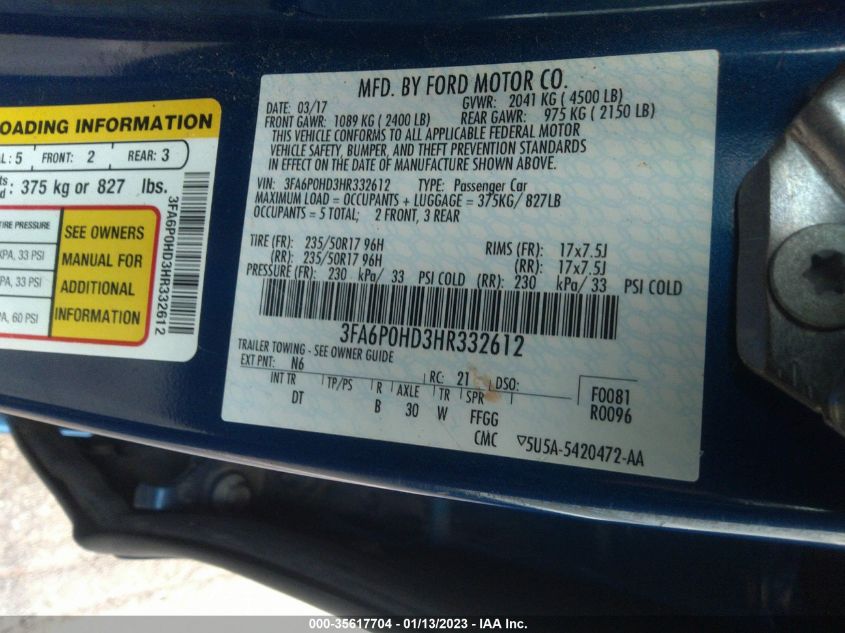 OADING INFORMATION
L: 5 FRONT: 2 REAR: 3
375 kg or 827 lbs.
TIRE PRESSURE
KPA, 33 PSI
PA, 33 PSI
A, 60 PSI
SEE OWNERS
MANUAL FOR
ADDITIONAL
INFORMATION
3FA6P0HD3HR332612
MFD. BY FORD MOTOR CO.
DATE: 03/17 GVWR: 2041 KG ( 4500 LB)
FRONT GAWR: 1089 KG ( 2400 LB) REAR GAWR: 975 KG ( 2150 LB)
THIS VEHICLE CONFORMS TO ALL APPLICABLE FEDERAL MOTOR
VEHICLE SAFETY, BUMPER, AND THEFT PREVENTION STANDARDS
IN EFFECT ON THE DATE OF MANUFACTURE SHOWN ABOVE.
VIN: 3FA6P0HD3HR332612 TYPE: Passenger Car
MAXIMUM LOAD = OCCUPANTS + LUGGAGE = 375KG/ 827LB
OCCUPANTS = 5 TOTAL; 2 FRONT, 3 REAR
TIRE (FR): 235/50R17 96H RIMS (FR): 17x7.5J
(RR): 235/50R17 96H (RR): 17x7.5J
PRESSURE (FR): 230 kPa/ 33 PSI COLD (RR): 230 kPa/ 33 PSI COLD
3FA6P0HD3HR332612
TRAILER TOWING - SEE OWNER GUIDE
EXT PNT: N6 RC: 21 DSO:
INT TR TP/PS R AXLE TR SPR F0081
DT B 30 W FFGG R0096
CMC ▽5U5A-5420472-AA
000-35617704 - 01/13/2023 - IAA Inc.